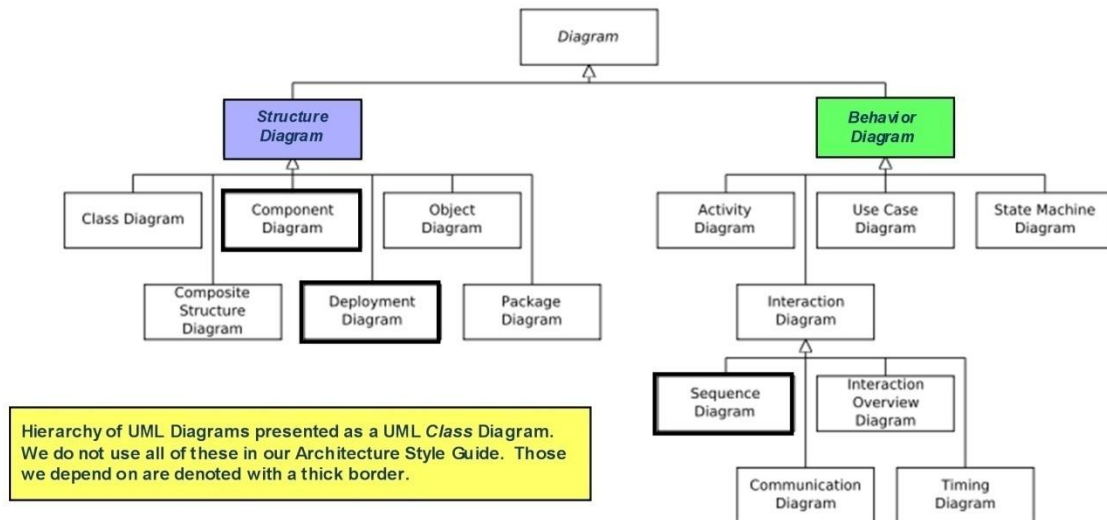 Diagram
Structure
Diagram
Behavior
Diagram
Class Diagram
Component
Diagram
Object
Diagram
Activity
Diagram
Use Case
Diagram
State Machine
Diagram
Composite
Structure
Diagram
Deployment
Diagram
Package
Diagram
Interaction
Diagram
Sequence
Diagram
Interaction
Overview
Diagram
Communication
Diagram
Timing
Diagram
Hierarchy of UML Diagrams presented as a UML Class Diagram.
We do not use all of these in our Architecture Style Guide. Those
we depend on are denoted with a thick border.